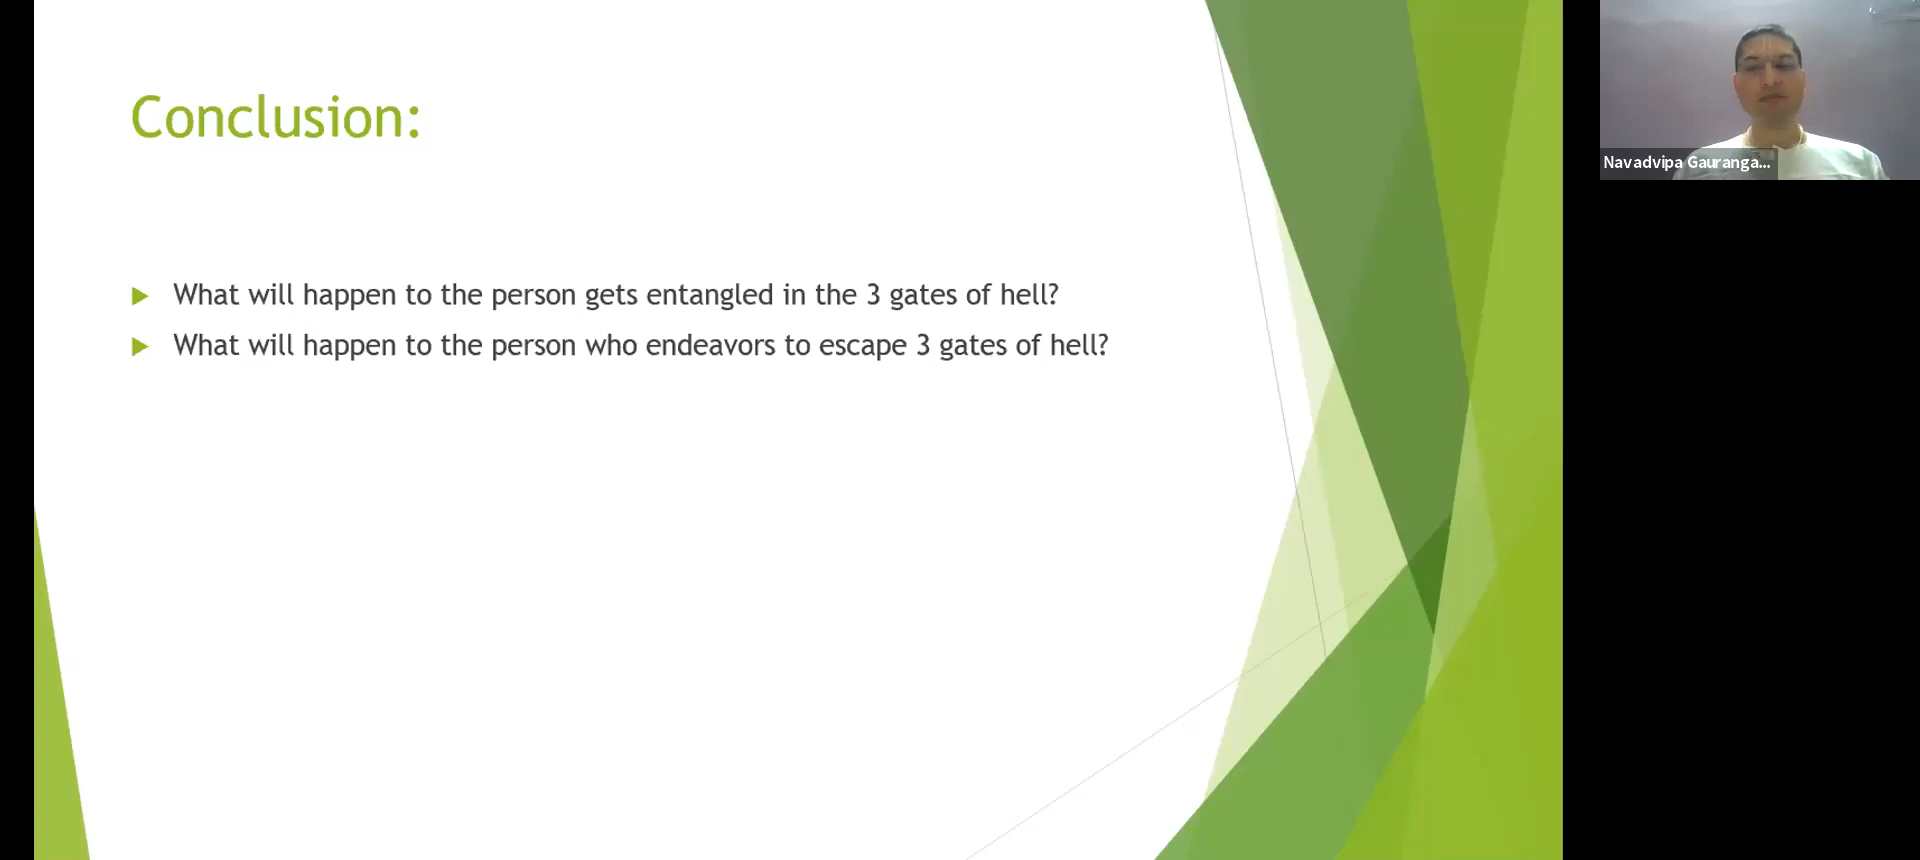 Conclusion:
What will happen to the person gets entangled in the 3 gates of hell?
What will happen to the person who endeavors to escape 3 gates of hell?
Navadvipa Gauranga...